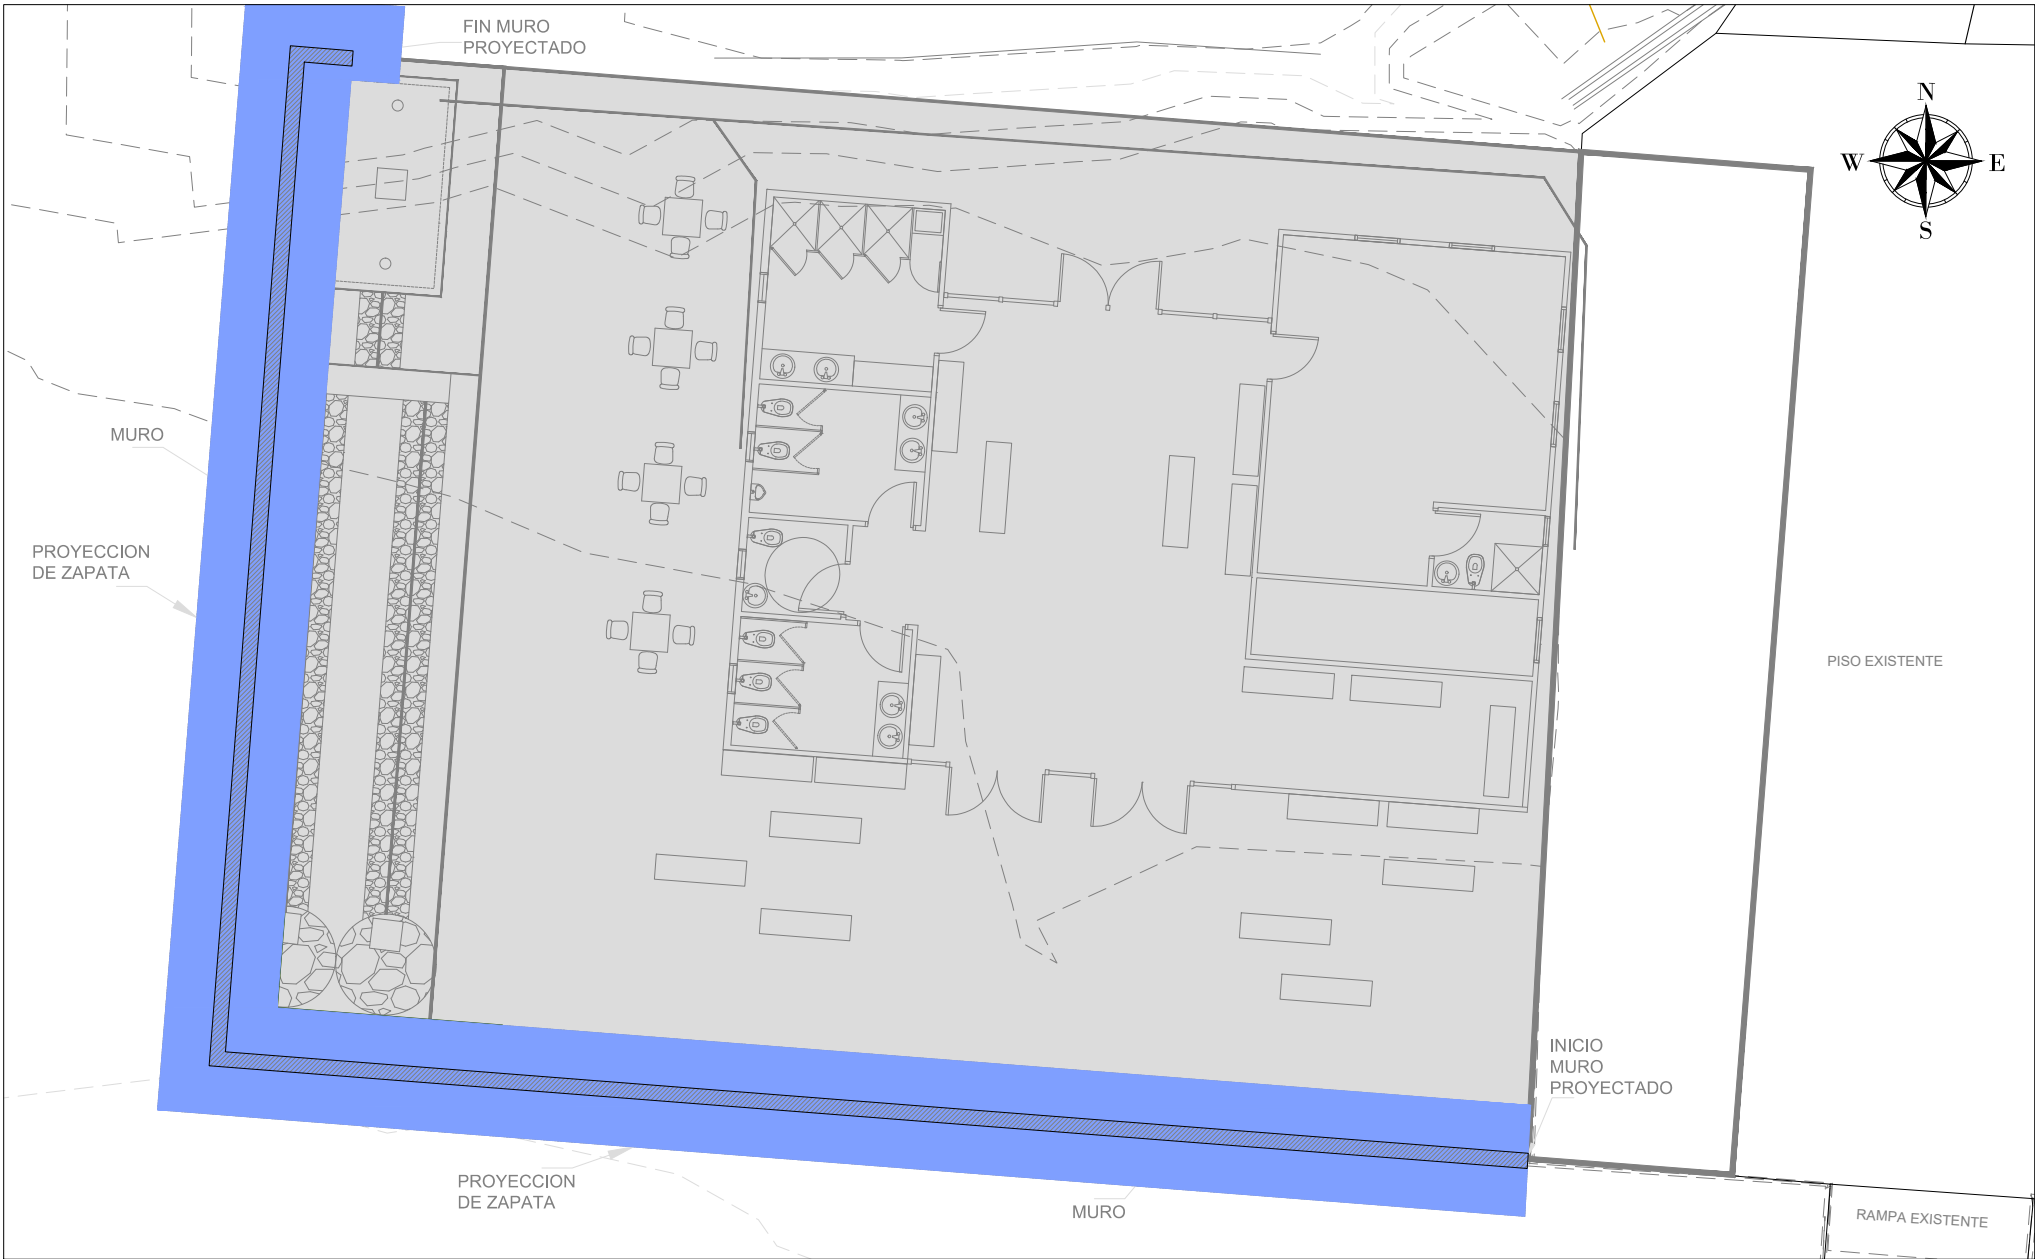 FIN MURO
PROYECTADO
N
W
E
S
MURO
PROYECCION
DE ZAPATA
PISO EXISTENTE
INICIO
MURO
PROYECTADO
PROYECCION
DE ZAPATA
MURO
RAMPA EXISTENTE